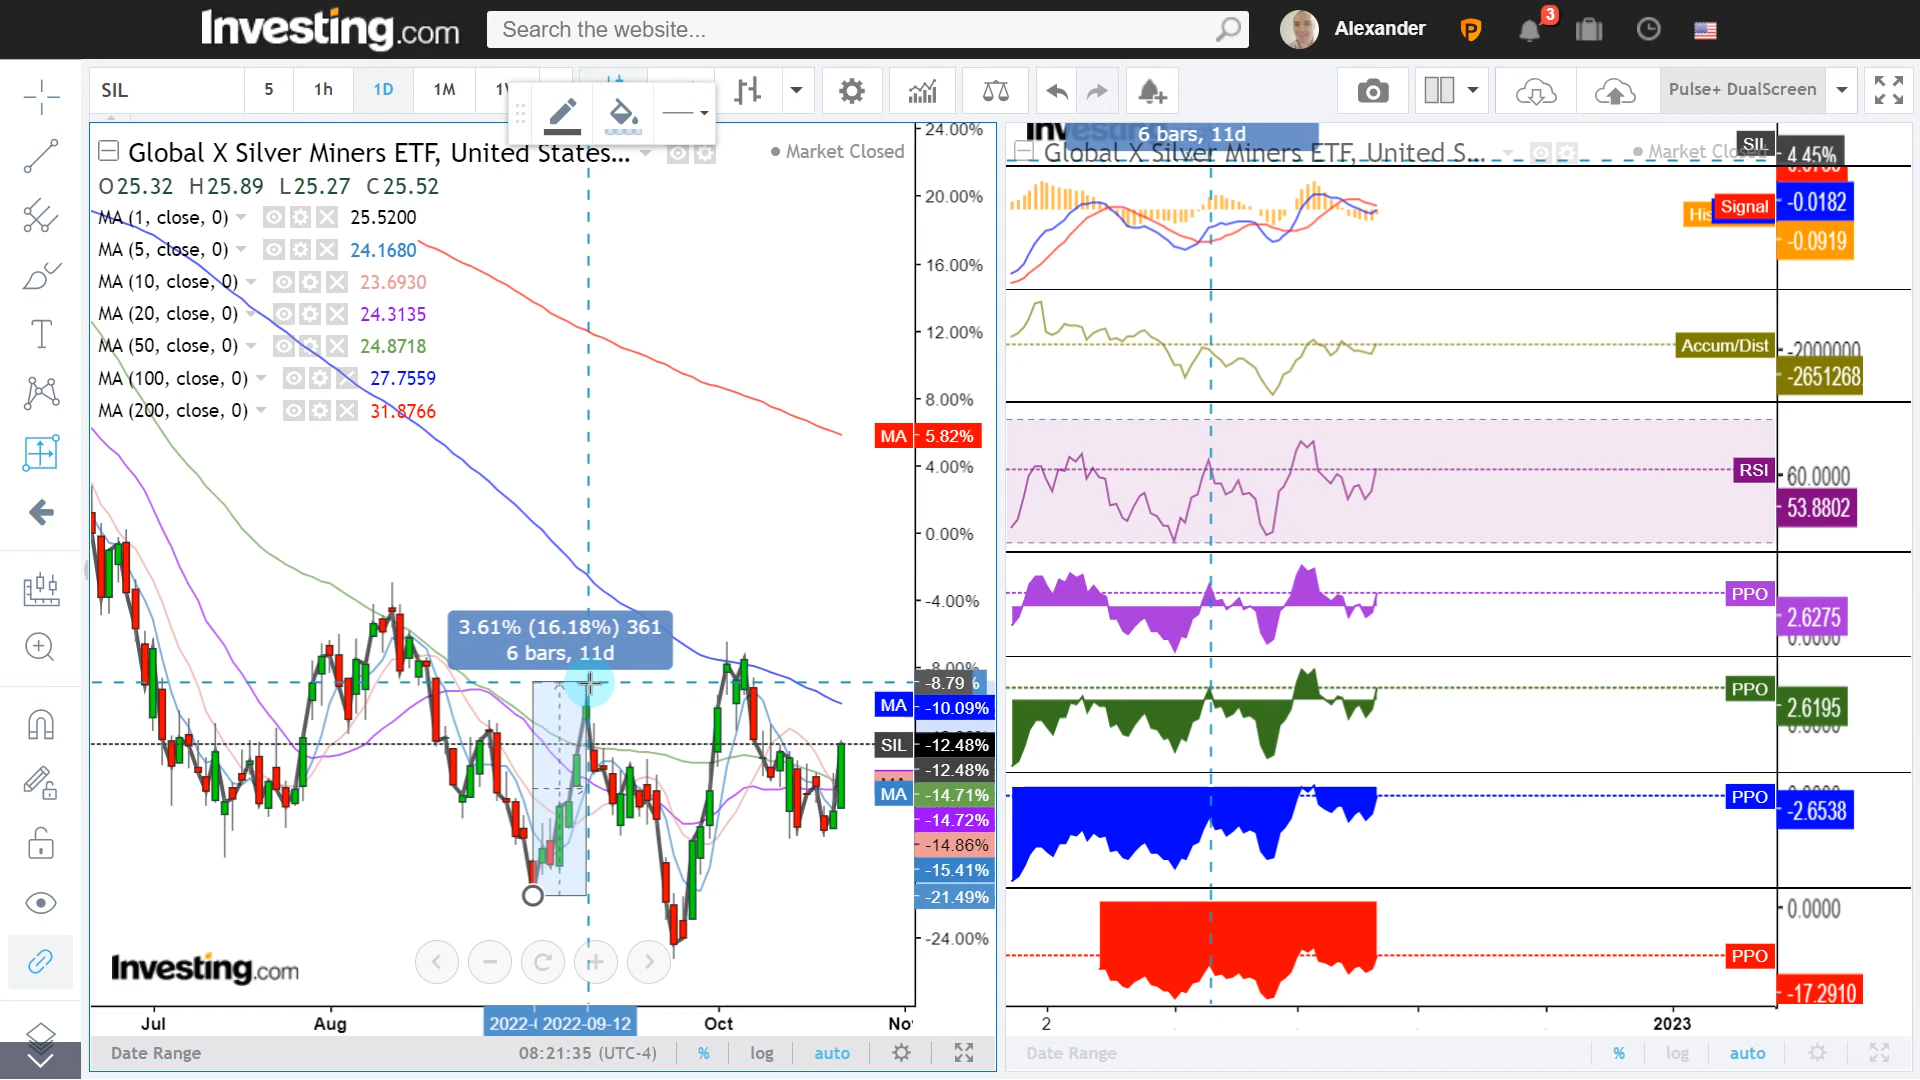 Investing.com
Search the website...
Alexander
3
SIL
5
1h
1D
1M
Pulse+ DualScreen
Global X Silver Miners ETF, United States...
Market Closed
O25.32 H25.89 L25.27 C25.52
MA (1, close, 0) 25.5200
MA (5, close, 0) 24.1680
MA (10, close, 0) 23.6930
MA (20, close, 0) 24.3135
MA (50, close, 0) 24.8718
MA (100, close, 0) 27.7559
MA (200, close, 0) 31.8766
3.61% (16.18%) 361
6 bars, 11d
24.00%
20.00%
16.00%
12.00%
8.00%
MA 5.82%
4.00%
0.00%
-4.00%
-8.00%
-8.79 %
MA -10.09%
SIL -12.48%
-12.48%
MA -14.71%
-14.72%
-14.86%
-15.41%
-21.49%
-24.00%
Investing.com
Jul
Aug
2022-09-12
Oct
Date Range
08:21:35 (UTC-4)
%
log
auto
6 bars, 11d
Global X Silver Miners ETF, United S...
Market Closed
SIL 4.45%
Signal -0.0182
-0.0919
Accum/Dist -2000000
-2651268
RSI 60.0000
53.8802
PPO 2.6275
PPO 2.6195
PPO -2.6538
0.0000
PPO -17.2910
2
2023
Date Range
%
log
auto